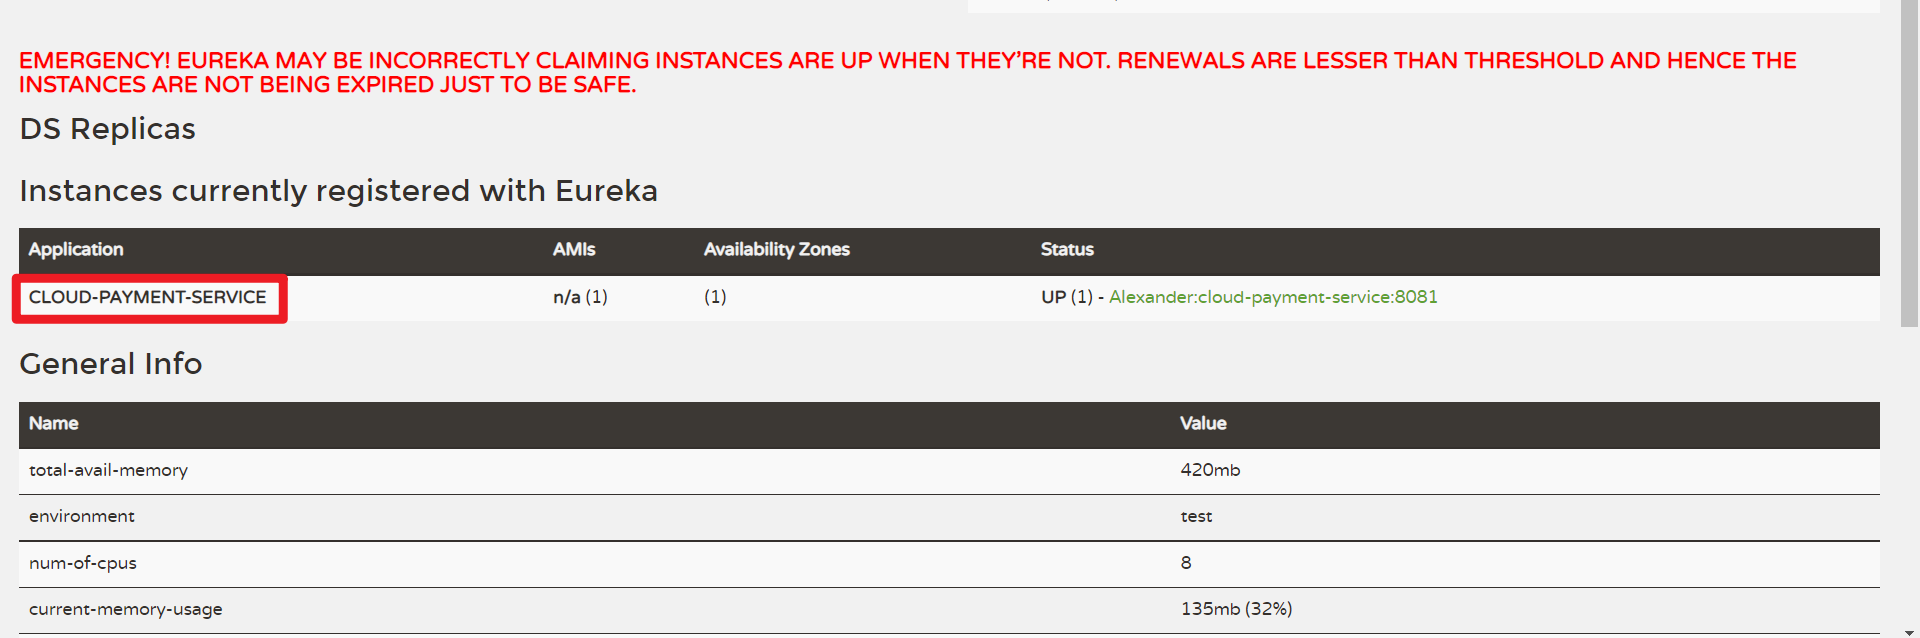 EMERGENCY! EUREKA MAY BE INCORRECTLY CLAIMING INSTANCES ARE UP WHEN THEY’RE NOT. RENEWALS ARE LESSER THAN THRESHOLD AND HENCE THE
INSTANCES ARE NOT BEING EXPIRED JUST TO BE SAFE.
DS Replicas
Instances currently registered with Eureka
Application AMIs Availability Zones Status
CLOUD-PAYMENT-SERVICE n/a (1) (1) UP (1) - Alexander:cloud-payment-service:8081
General Info
Name Value
total-avail-memory 420mb
environment test
num-of-cpus 8
current-memory-usage 135mb (32%)